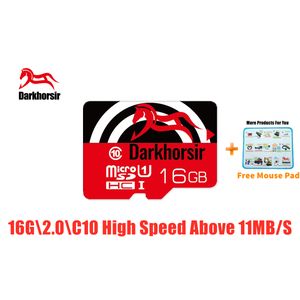 Darkhorsir
10
Darkhorsir
micro SD HC I U1
16GB
+
More Products For You
Free Mouse Pad
16G\2.0\C10 High Speed Above 11MB/S